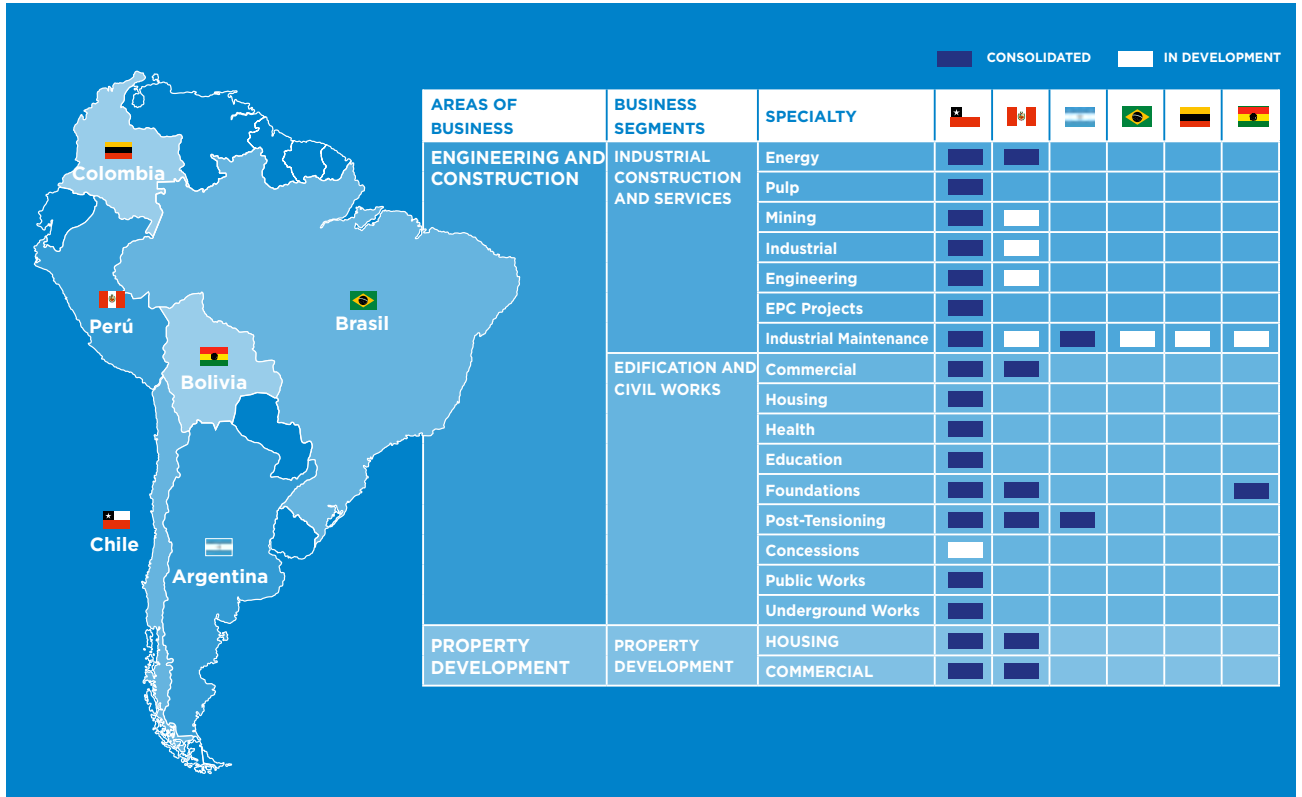 CONSOLIDATED
IN DEVELOPMENT
AREAS OF
BUSINESS
BUSINESS
SEGMENTS
SPECIALTY
ENGINEERING AND
CONSTRUCTION
INDUSTRIAL
CONSTRUCTION
AND SERVICES
Energy
Pulp
Mining
Industrial
Engineering
EPC Projects
Industrial Maintenance
EDIFICATION AND
CIVIL WORKS
Commercial
Housing
Health
Education
Foundations
Post-Tensioning
Concessions
Public Works
Underground Works
PROPERTY
DEVELOPMENT
PROPERTY
DEVELOPMENT
HOUSING
COMMERCIAL
Colombia
Perú
Brasil
Bolivia
Chile
Argentina